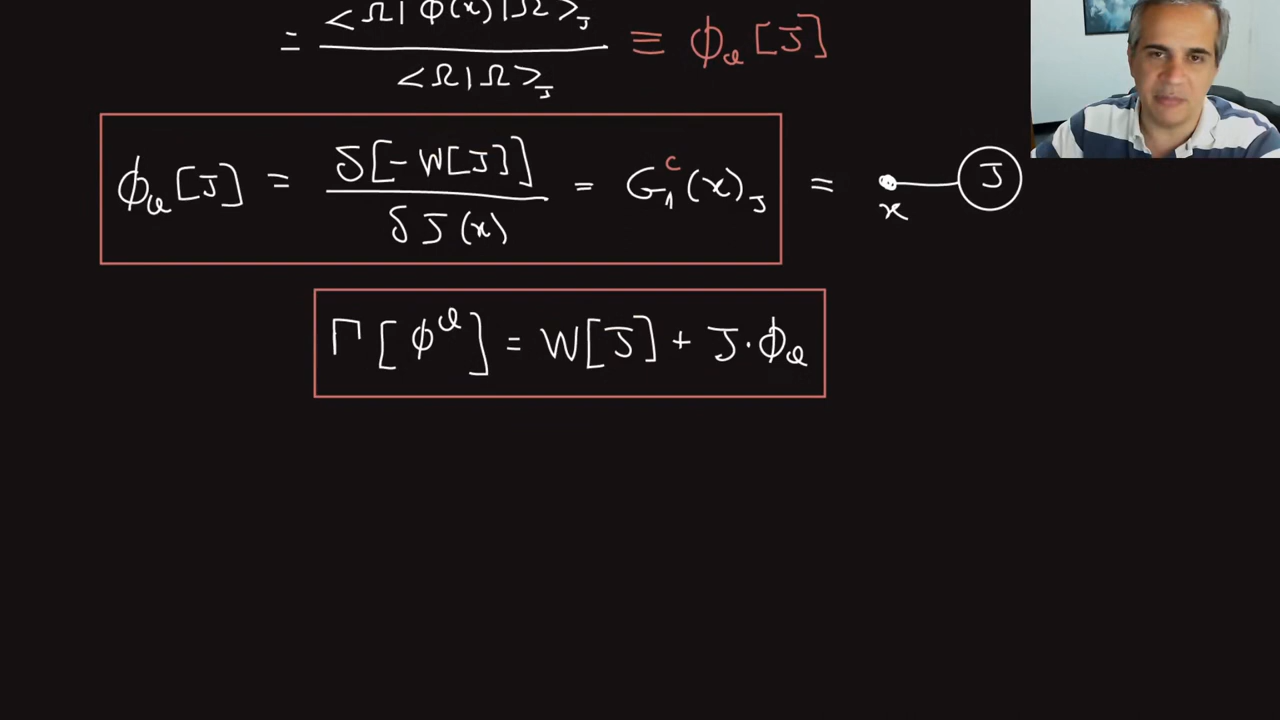 = <Ω| ϕ(x) |Ω>_J / <Ω|Ω>_J ≡ ϕ_cl[J]
ϕ_cl[J] = δ[-W[J]] / δJ(x) = G_1^c(x)_J = x J
Γ[ϕ^cl] = W[J] + J·ϕ_cl